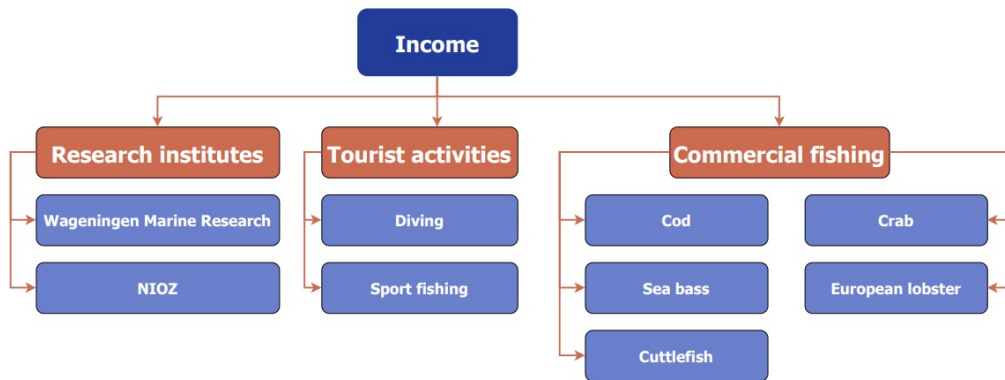 Income
Research institutes
Tourist activities
Commercial fishing
Wageningen Marine Research
Diving
Cod
Crab
NIOZ
Sport fishing
Sea bass
European lobster
Cuttlefish